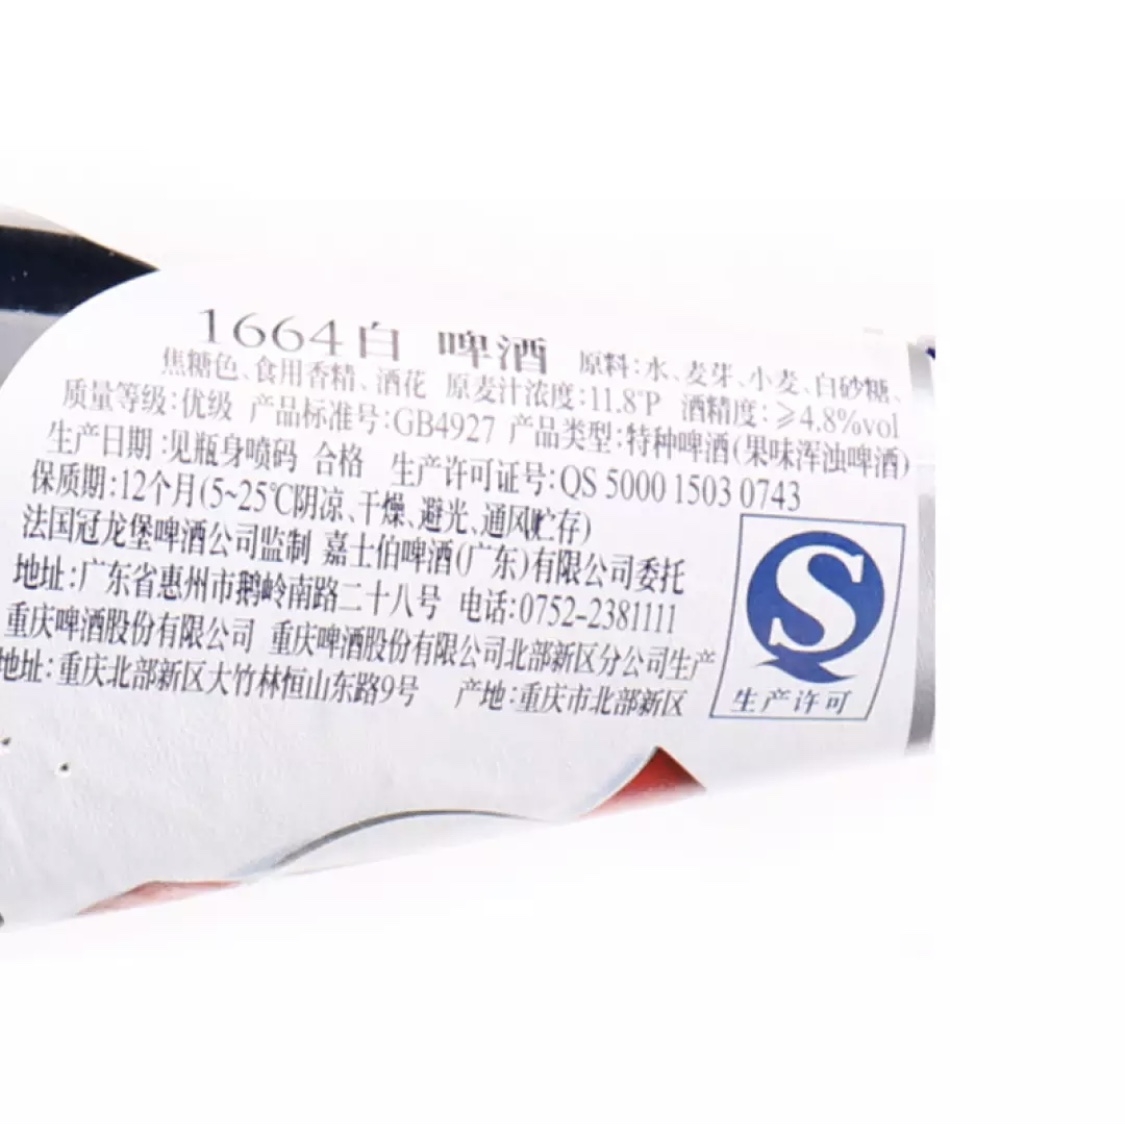 1664白 啤酒 原料:水、麦芽、小麦、白砂糖、
焦糖色、食用香精、酒花 原麦汁浓度:11.8°P 酒精度:≥4.8%vol
质量等级:优级 产品标准号:GB4927 产品类型:特种啤酒(果味浑浊啤酒)
生产日期:见瓶身喷码 合格 生产许可证号:QS 5000 1503 0743
保质期:12个月(5~25℃阴凉、干燥、避光、通风贮存)
法国冠龙堡啤酒公司监制 嘉士伯啤酒(广东)有限公司委托
地址:广东省惠州市鹅岭南路二十八号 电话:0752-2381111
重庆啤酒股份有限公司 重庆啤酒股份有限公司北部新区分公司生产
地址:重庆北部新区大竹林恒山东路9号 产地:重庆市北部新区
生产许可